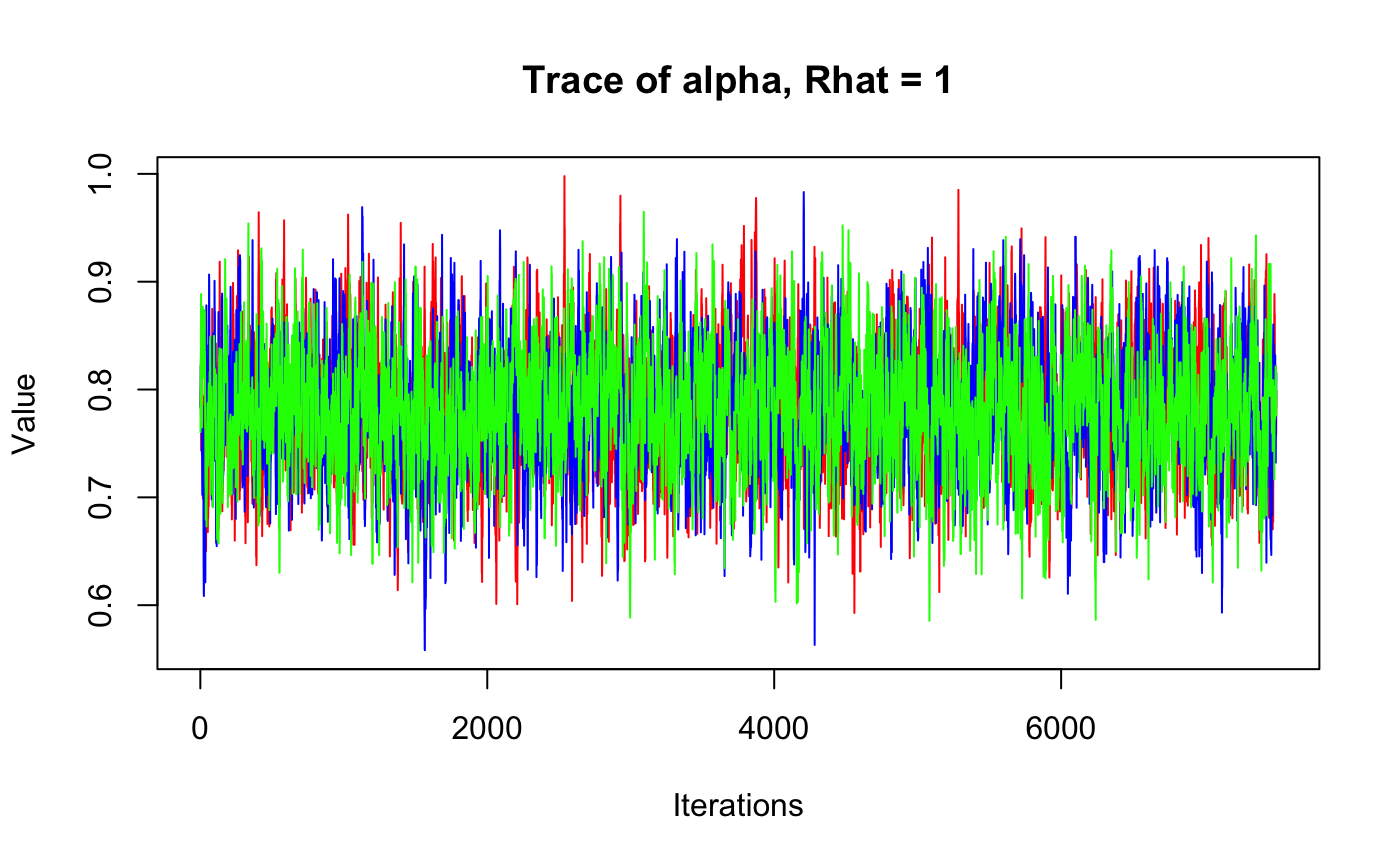 Trace of alpha, Rhat = 1
1.0
0.9
0.8
0.7
0.6
Value
0 2000 4000 6000
Iterations